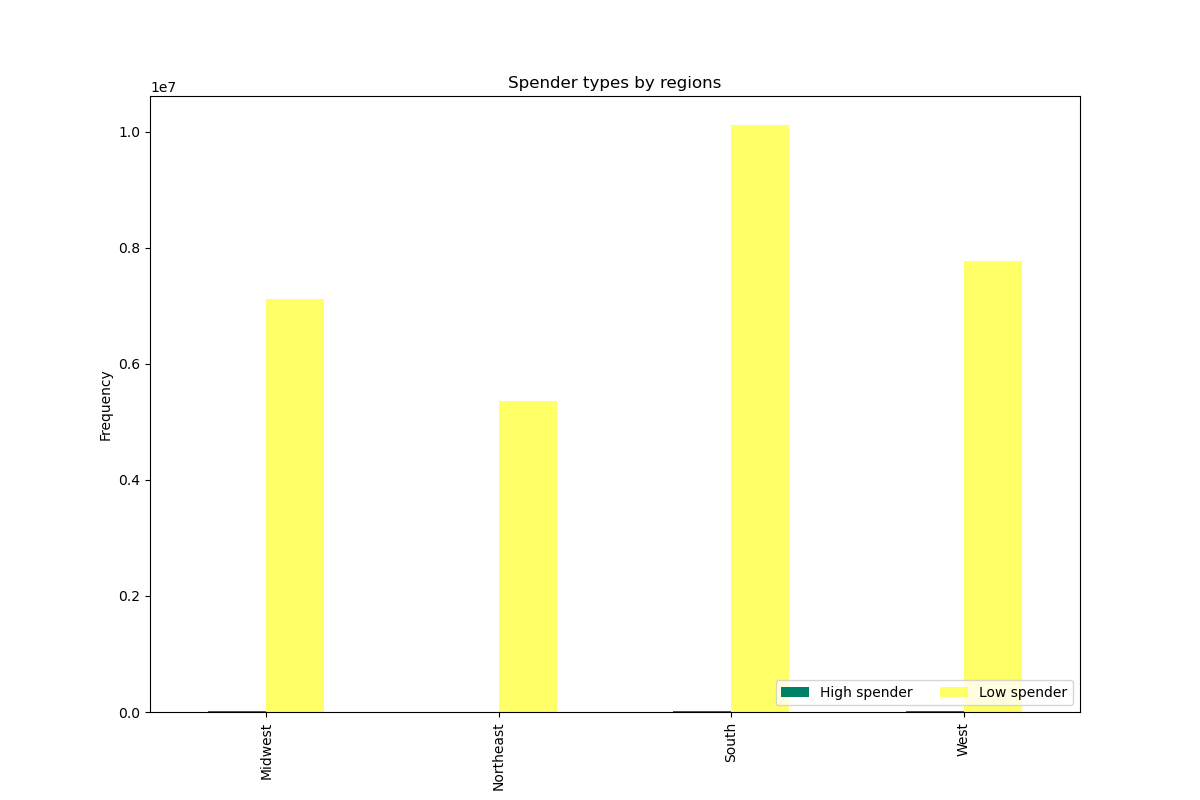 Spender types by regions
1e7
1.0
0.8
0.6
0.4
0.2
0.0
Frequency
Midwest
Northeast
South
West
High spender
Low spender